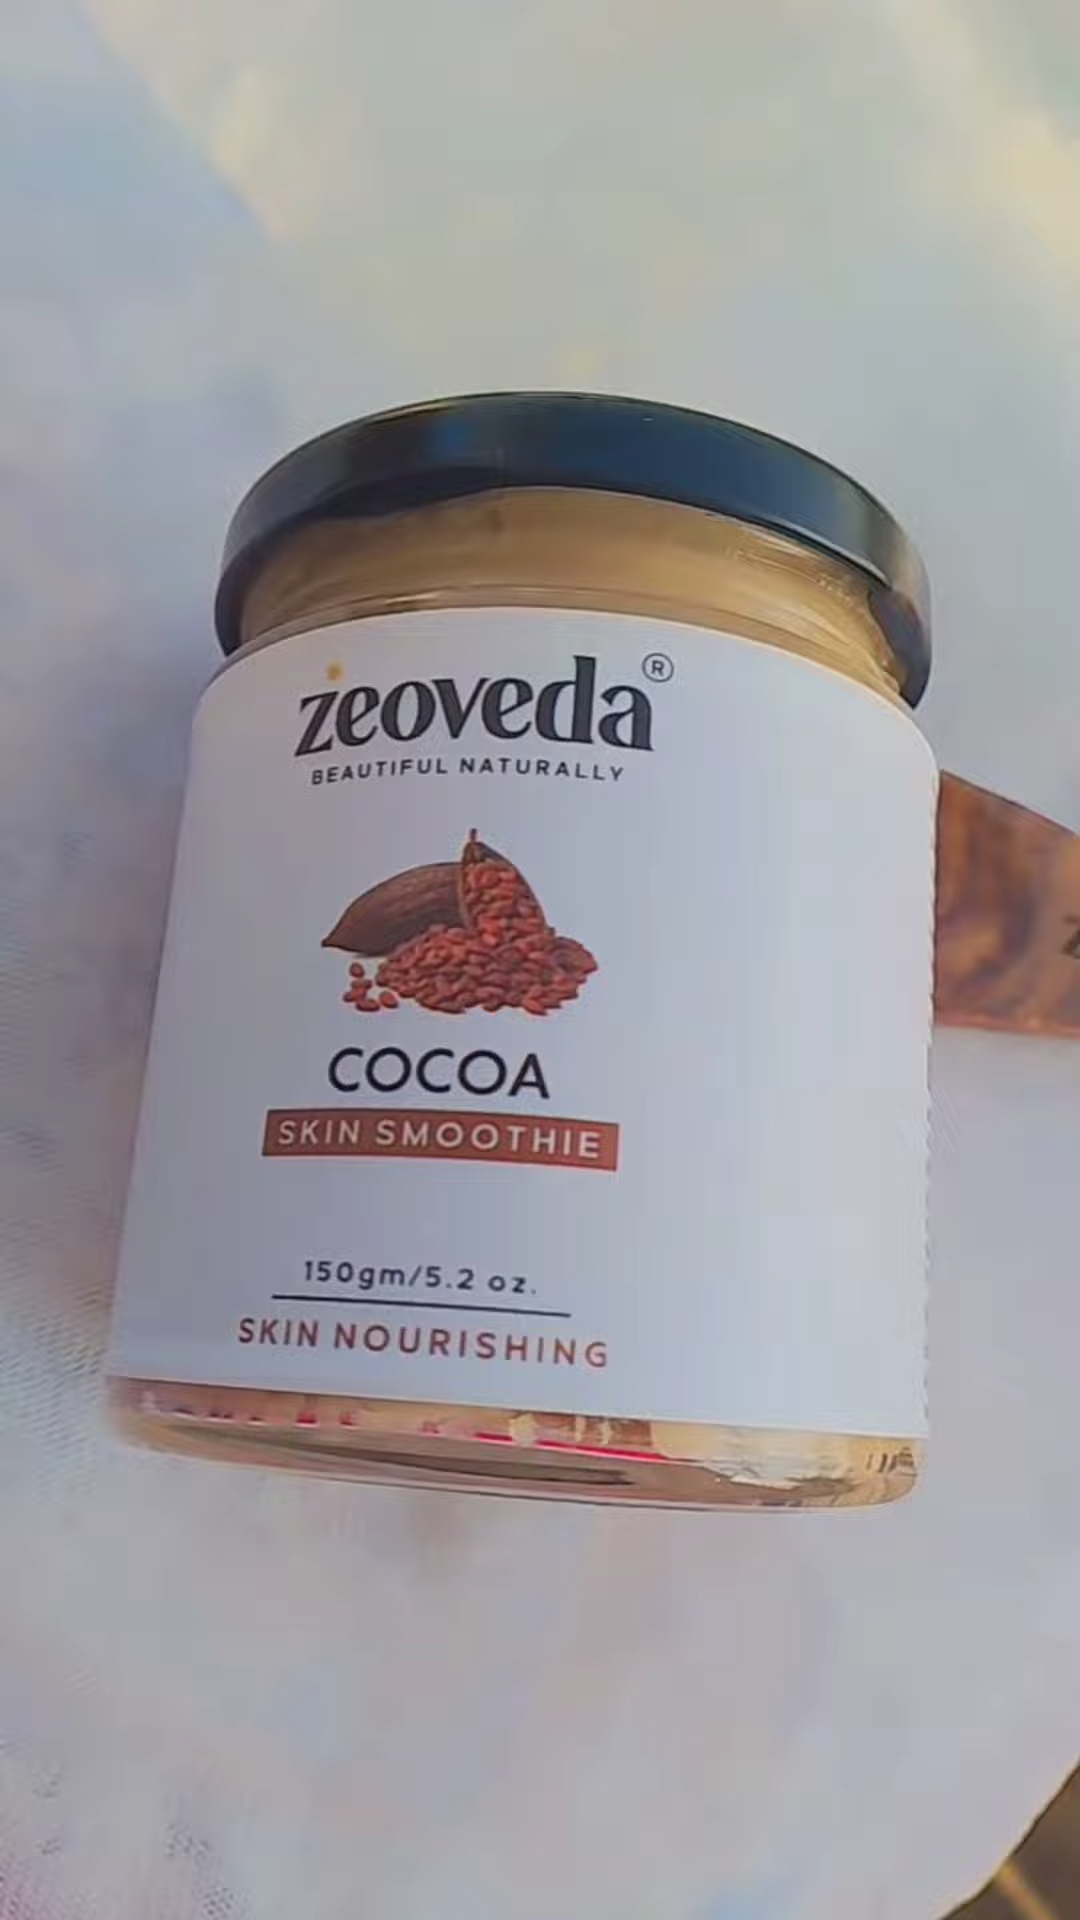 zeoveda®
BEAUTIFUL NATURALLY
COCOA
SKIN SMOOTHIE
150gm/5.2 oz.
SKIN NOURISHING